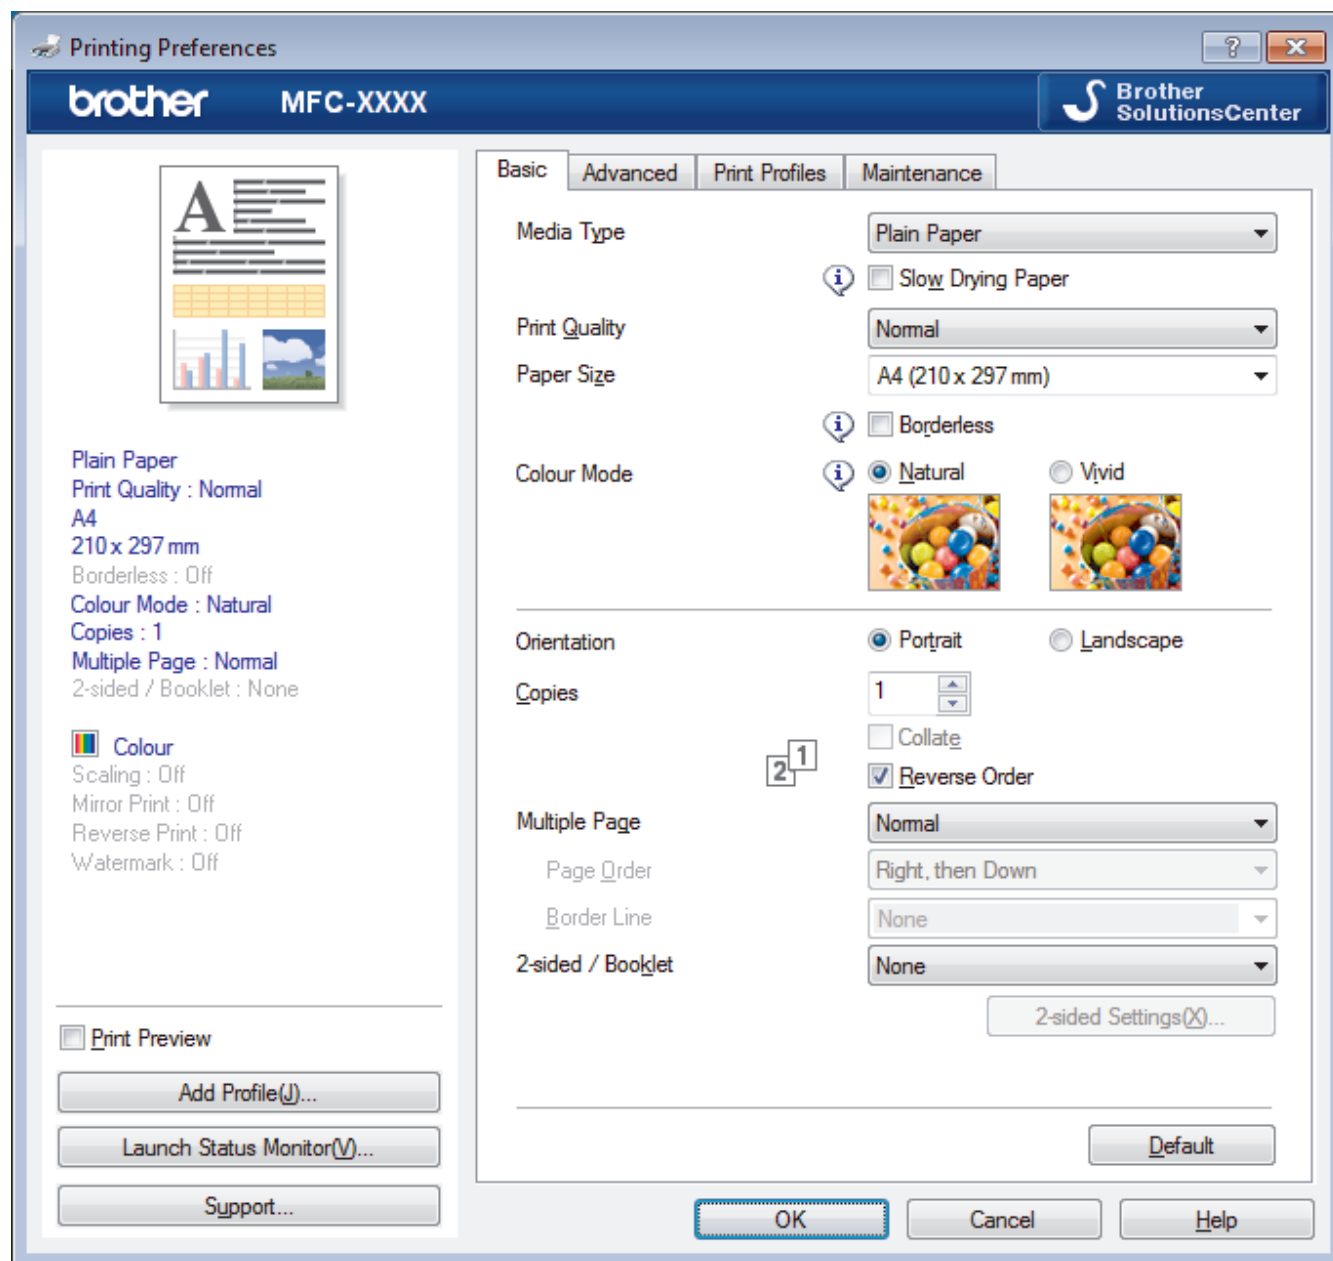 Printing Preferences
brother MFC-XXXX Brother
SolutionsCenter
A
Plain Paper
Print Quality : Normal
A4
210 x 297 mm
Borderless : Off
Colour Mode : Natural
Copies : 1
Multiple Page : Normal
2-sided / Booklet : None
Colour
Scaling : Off
Mirror Print : Off
Reverse Print : Off
Watermark : Off
Print Preview
Add Profile(J)...
Launch Status Monitor(V)...
Support...
Basic Advanced Print Profiles Maintenance
Media Type Plain Paper
Slow Drying Paper
Print Quality Normal
Paper Size A4 (210 x 297 mm)
Borderless
Colour Mode Natural Vivid
Orientation Portrait Landscape
Copies 1
Collate
2 1 Reverse Order
Multiple Page Normal
Page Order Right, then Down
Border Line None
2-sided / Booklet None
2-sided Settings(X)...
Default
OK Cancel Help